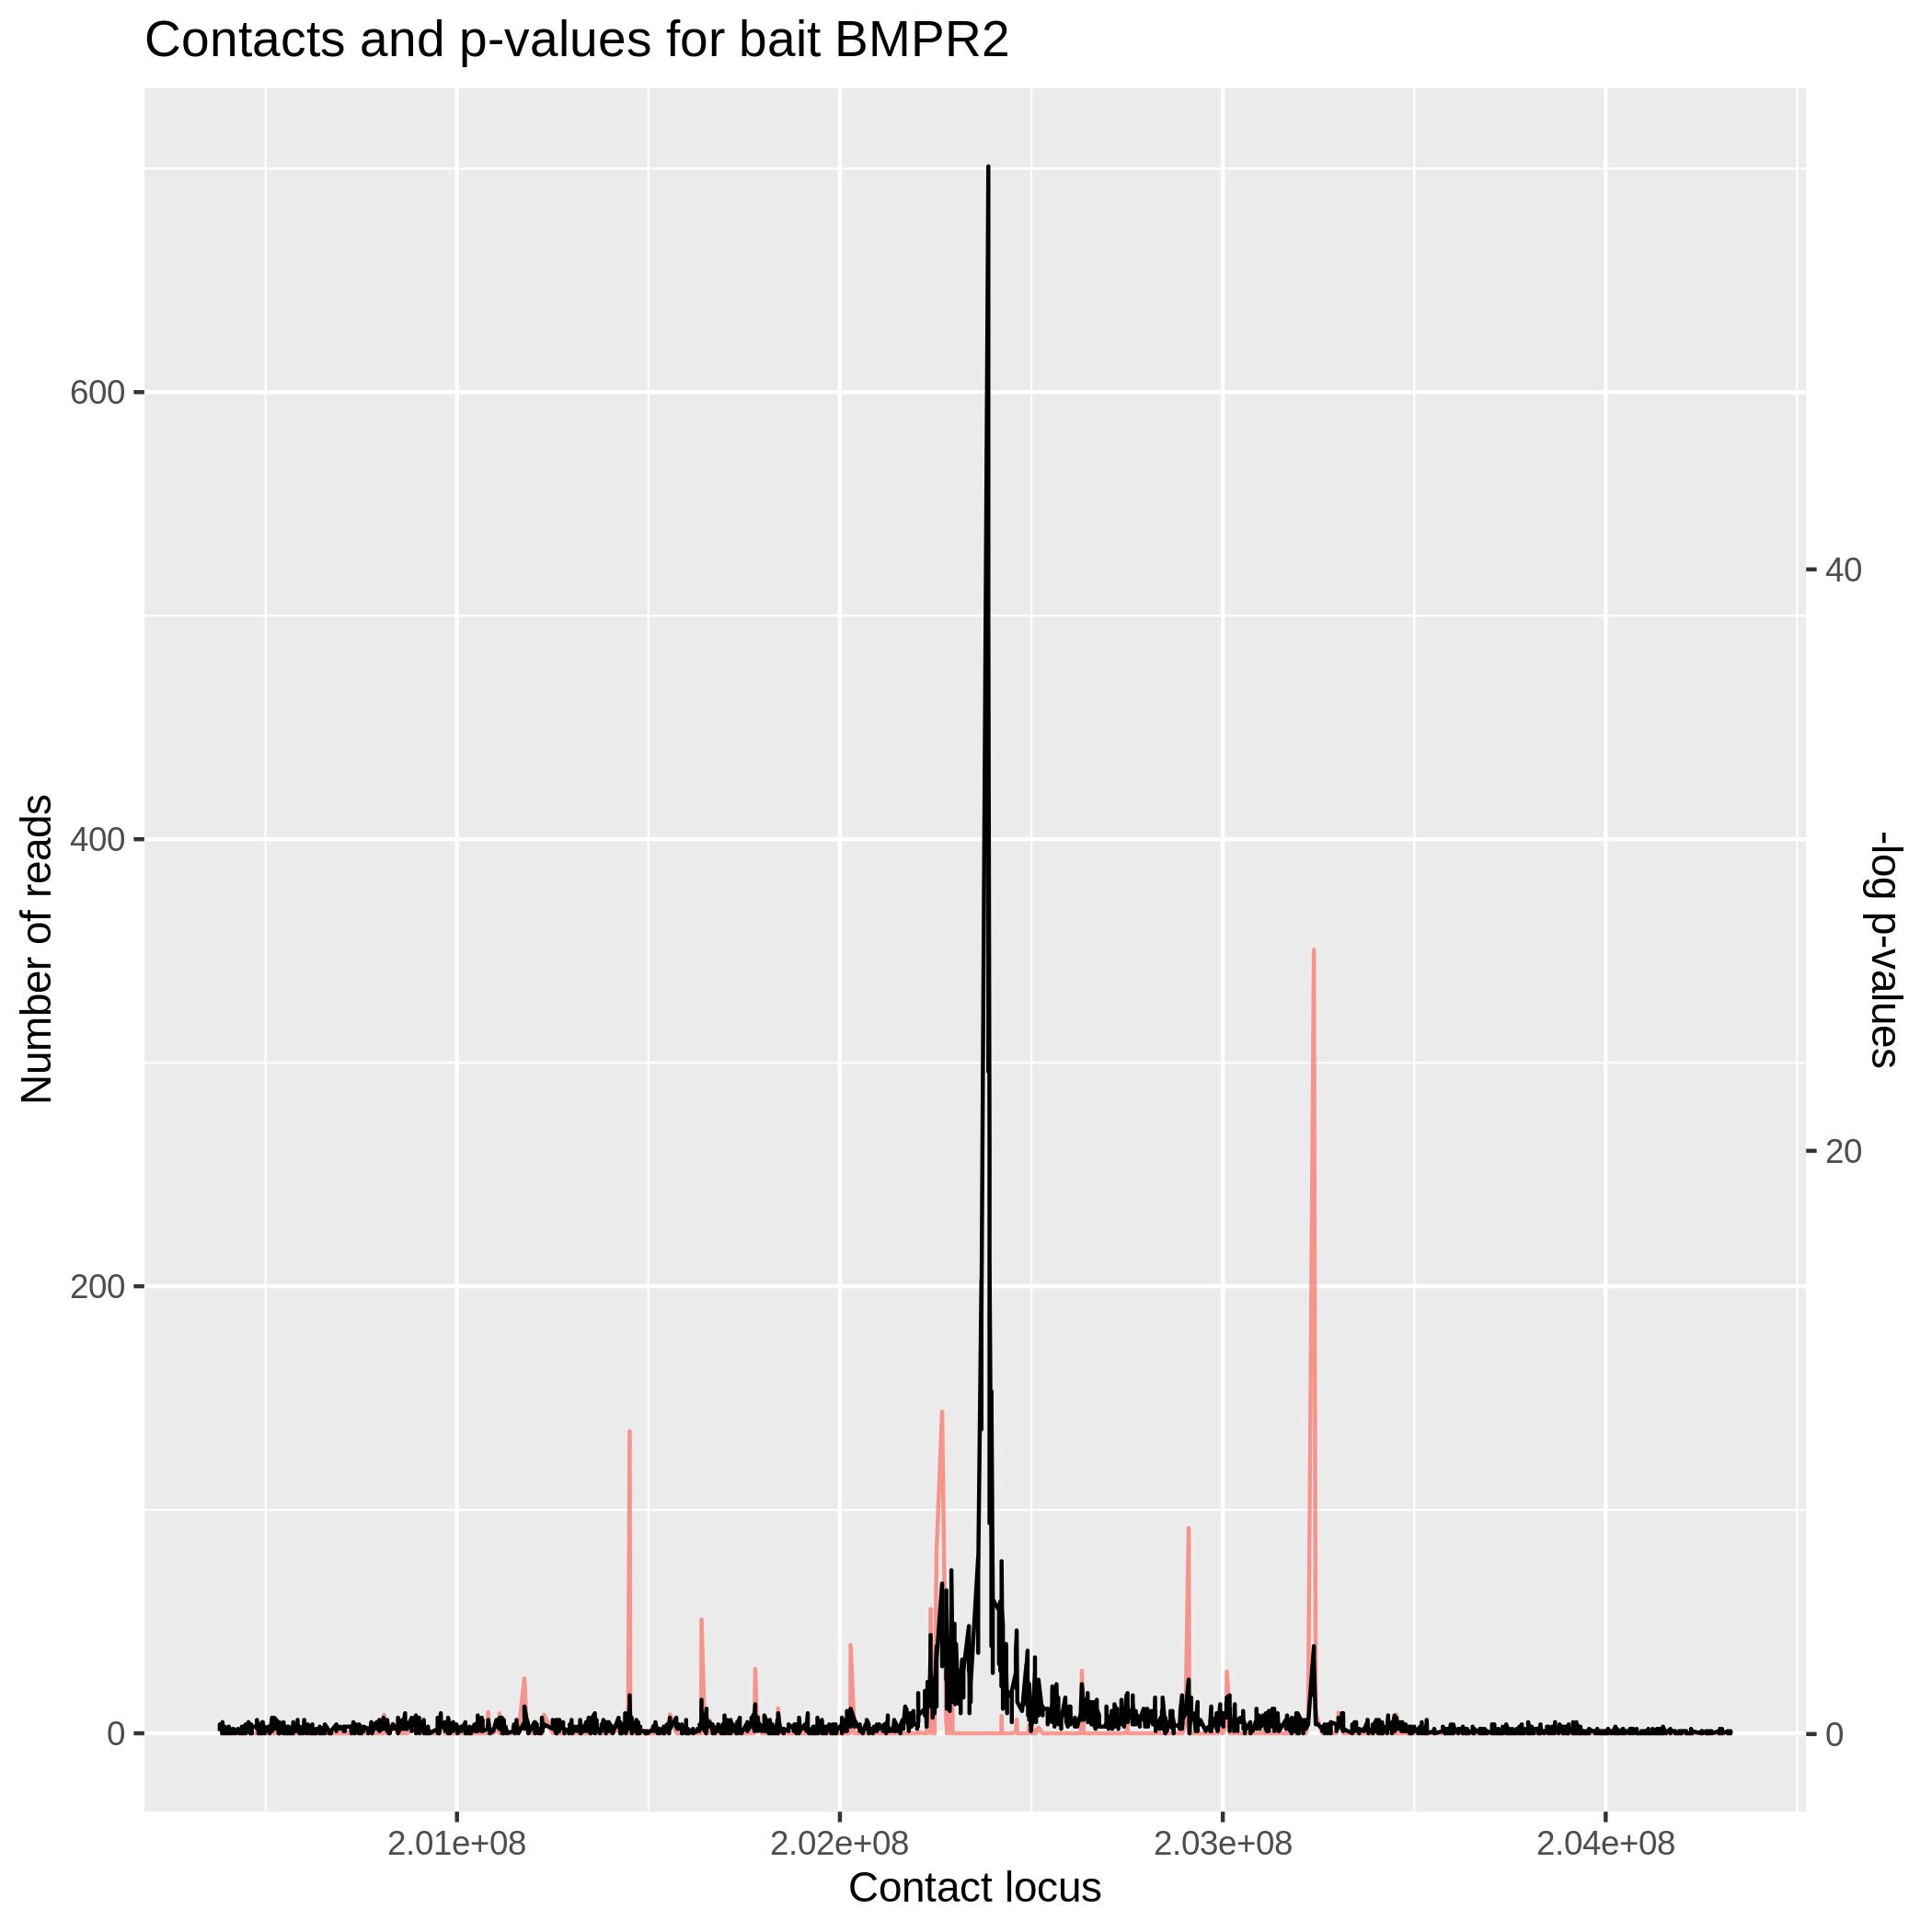 Contacts and p-values for bait BMPR2
Number of reads
600
400
200
0
40
20
0
-log p-values
2.01e+08
2.02e+08
2.03e+08
2.04e+08
Contact locus